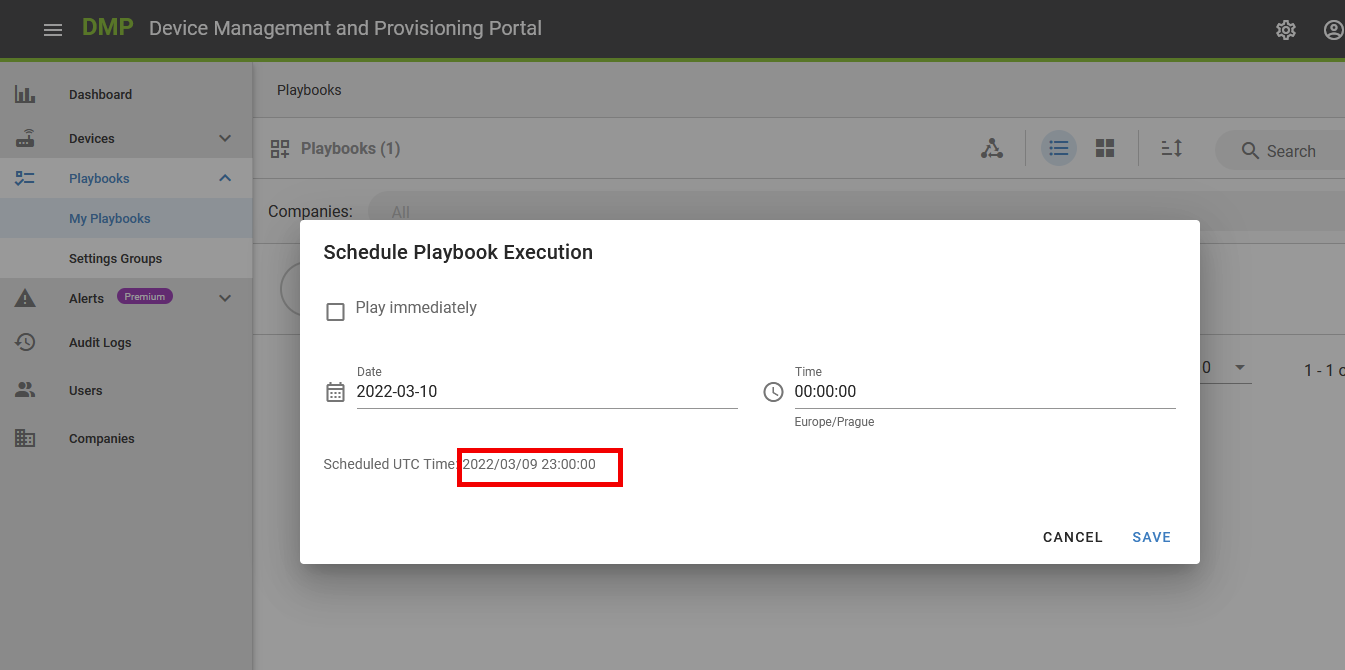 DMP Device Management and Provisioning Portal
Dashboard
Devices
Playbooks
My Playbooks
Settings Groups
Alerts Premium
Audit Logs
Users
Companies
Playbooks
Playbooks (1)
Search
Companies: All
Schedule Playbook Execution
Play immediately
Date
2022-03-10
Time
00:00:00
Europe/Prague
Scheduled UTC Time: 2022/03/09 23:00:00
CANCEL SAVE
0
1 - 1